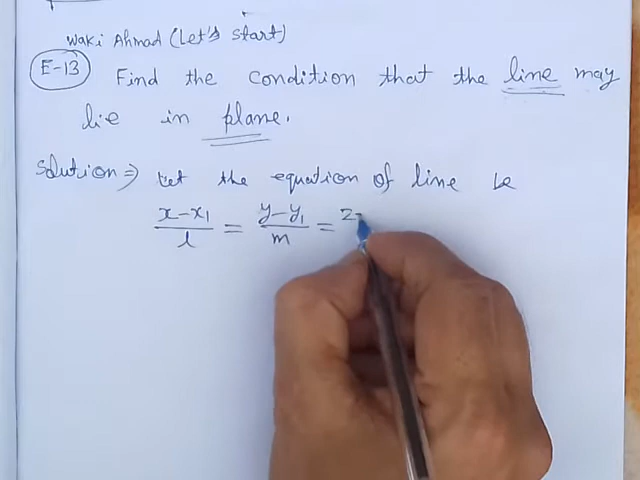 Waki Ahmad (Let's start)
E-13 Find the condition that the line may
lie in plane.
Solution ⇒ Let the equation of line be
x-x₁/l = y-y₁/m = z-